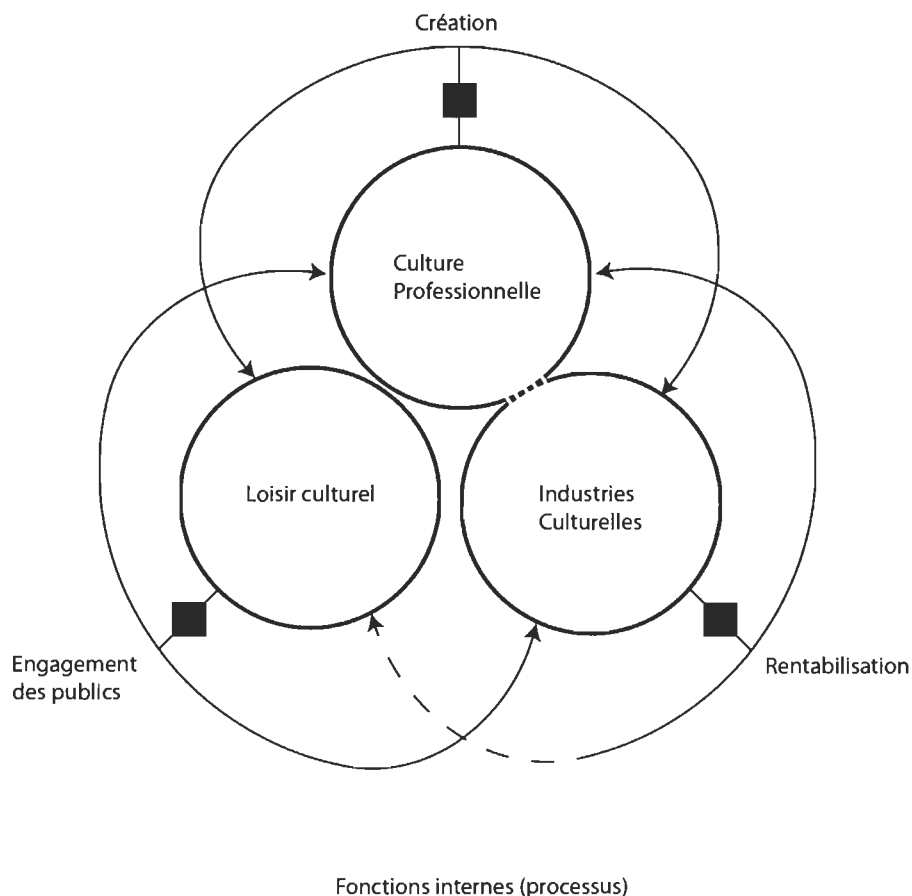 Création
Culture
Professionnelle
Loisir culturel
Industries
Culturelles
Engagement
des publics
Rentabilisation
Fonctions internes (processus)